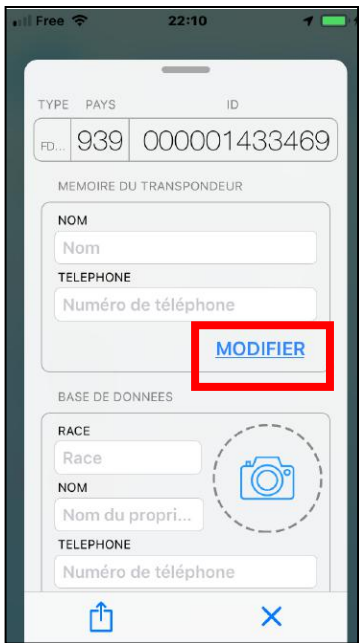 Free 22:10
TYPE PAYS ID
FD... 939 000001433469
MEMOIRE DU TRANSPONDEUR
NOM
Nom
TELEPHONE
Numéro de téléphone
MODIFIER
BASE DE DONNEES
RACE
Race
NOM
Nom du propri...
TELEPHONE
Numéro de téléphone